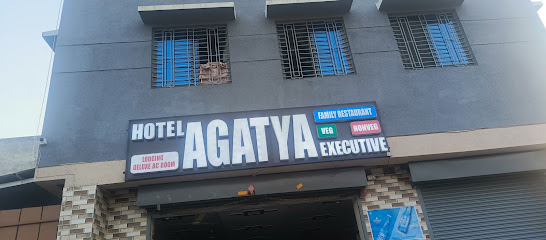 HOTEL AGATYA EXECUTIVE
LODGING
DELUXE AC ROOM
FAMILY RESTAURANT
VEG
NONVEG